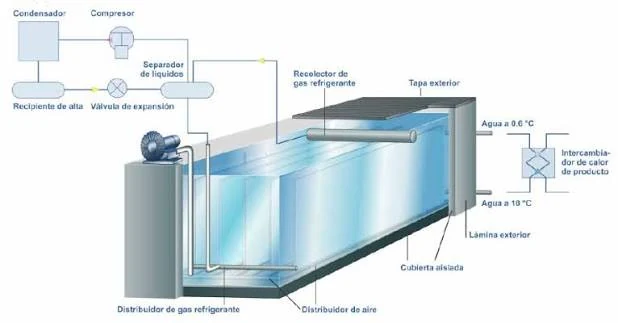 Condensador
Compresor
Separador
de liquidos
Recipiente de alta
Válvula de expansión
Recolector de
gas refrigerante
Tapa exterior
Agua a 0.6 °C
Intercambia-
dor de calor
de producto
Agua a 10 °C
Lámina exterior
Cubierta aislada
Distribuidor de gas refrigerante
Distribuidor de aire